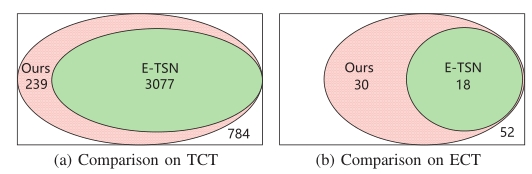 Ours
239
E-TSN
3077
784
(a) Comparison on TCT
Ours
30
E-TSN
18
52
(b) Comparison on ECT